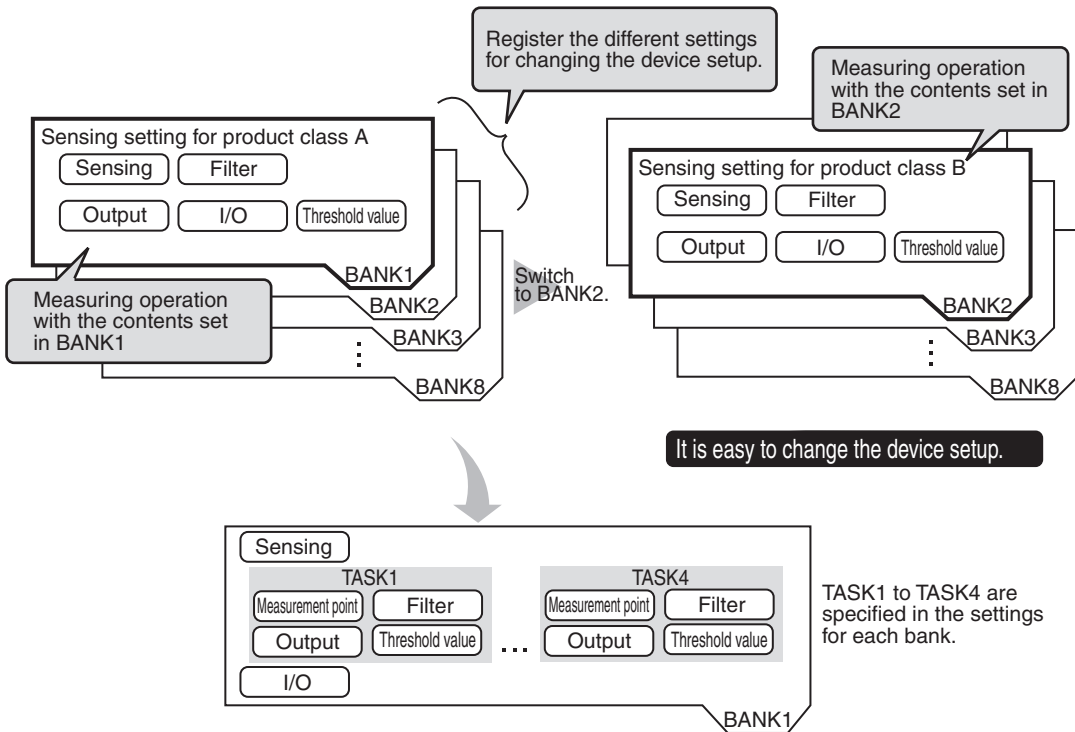 Register the different settings
for changing the device setup.
Measuring operation
with the contents set in
BANK2
Sensing setting for product class A
Sensing
Filter
Output
I/O
Threshold value
BANK1
BANK2
BANK3
⋮
BANK8
Measuring operation
with the contents set
in BANK1
Switch
to BANK2.
Sensing setting for product class B
Sensing
Filter
Output
I/O
Threshold value
BANK2
BANK3
⋮
BANK8
It is easy to change the device setup.
Sensing
TASK1
Measurement point
Filter
Output
Threshold value
...
TASK4
Measurement point
Filter
Output
Threshold value
I/O
BANK1
TASK1 to TASK4 are
specified in the settings
for each bank.